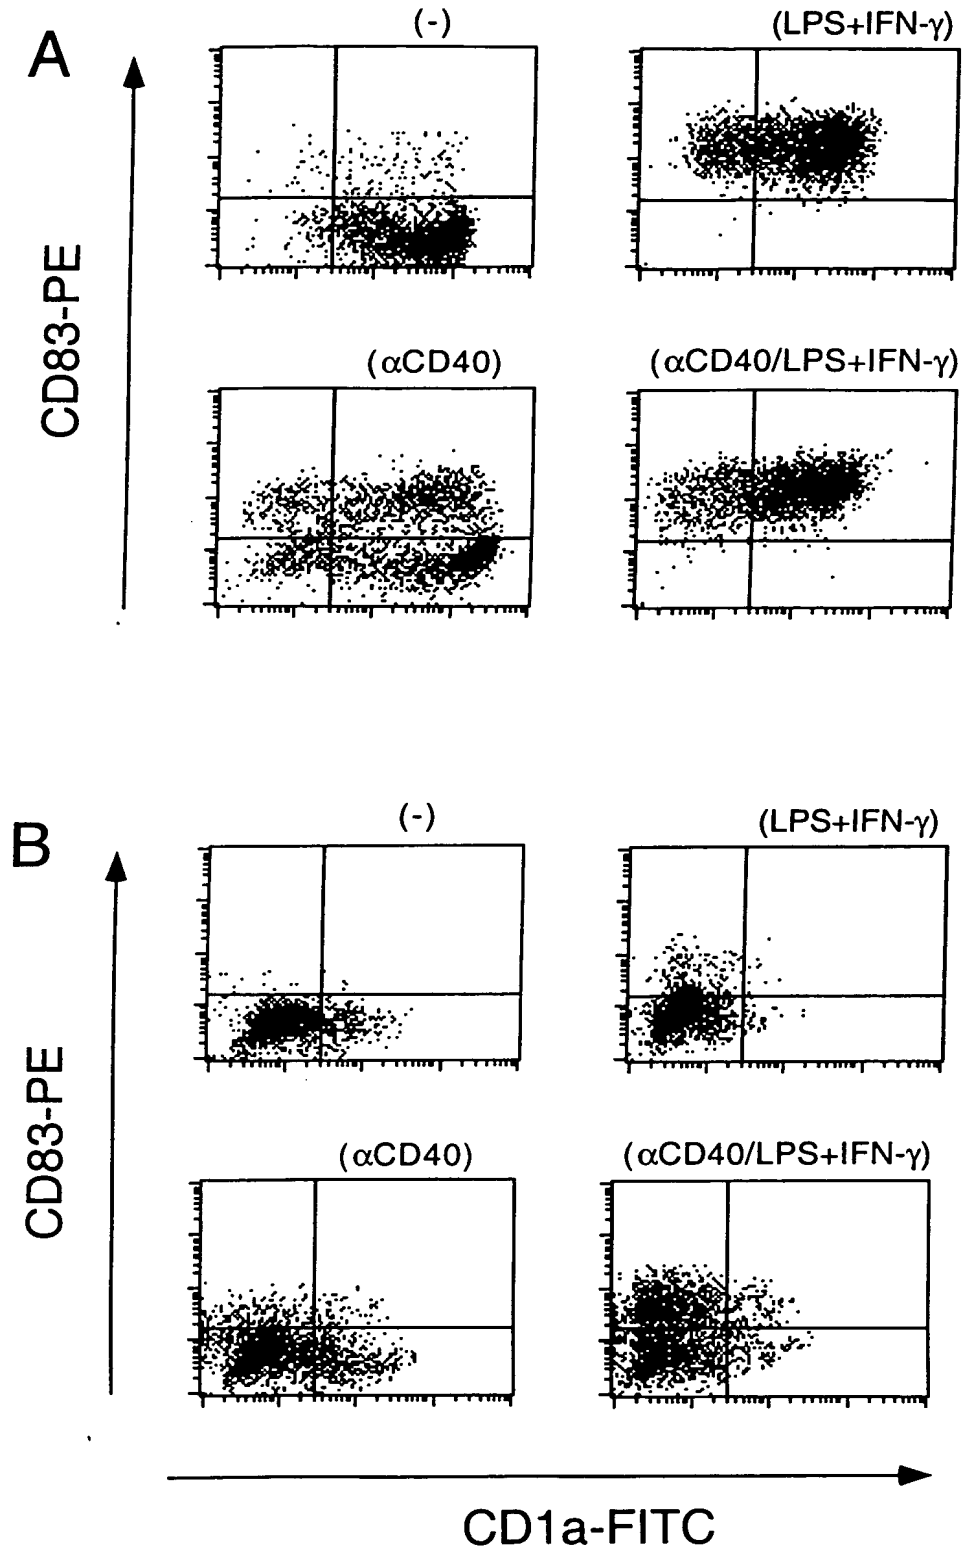 A
(-)
(LPS+IFN-γ)
CD83-PE
(αCD40)
(αCD40/LPS+IFN-γ)
B
(-)
(LPS+IFN-γ)
CD83-PE
(αCD40)
(αCD40/LPS+IFN-γ)
CD1a-FITC